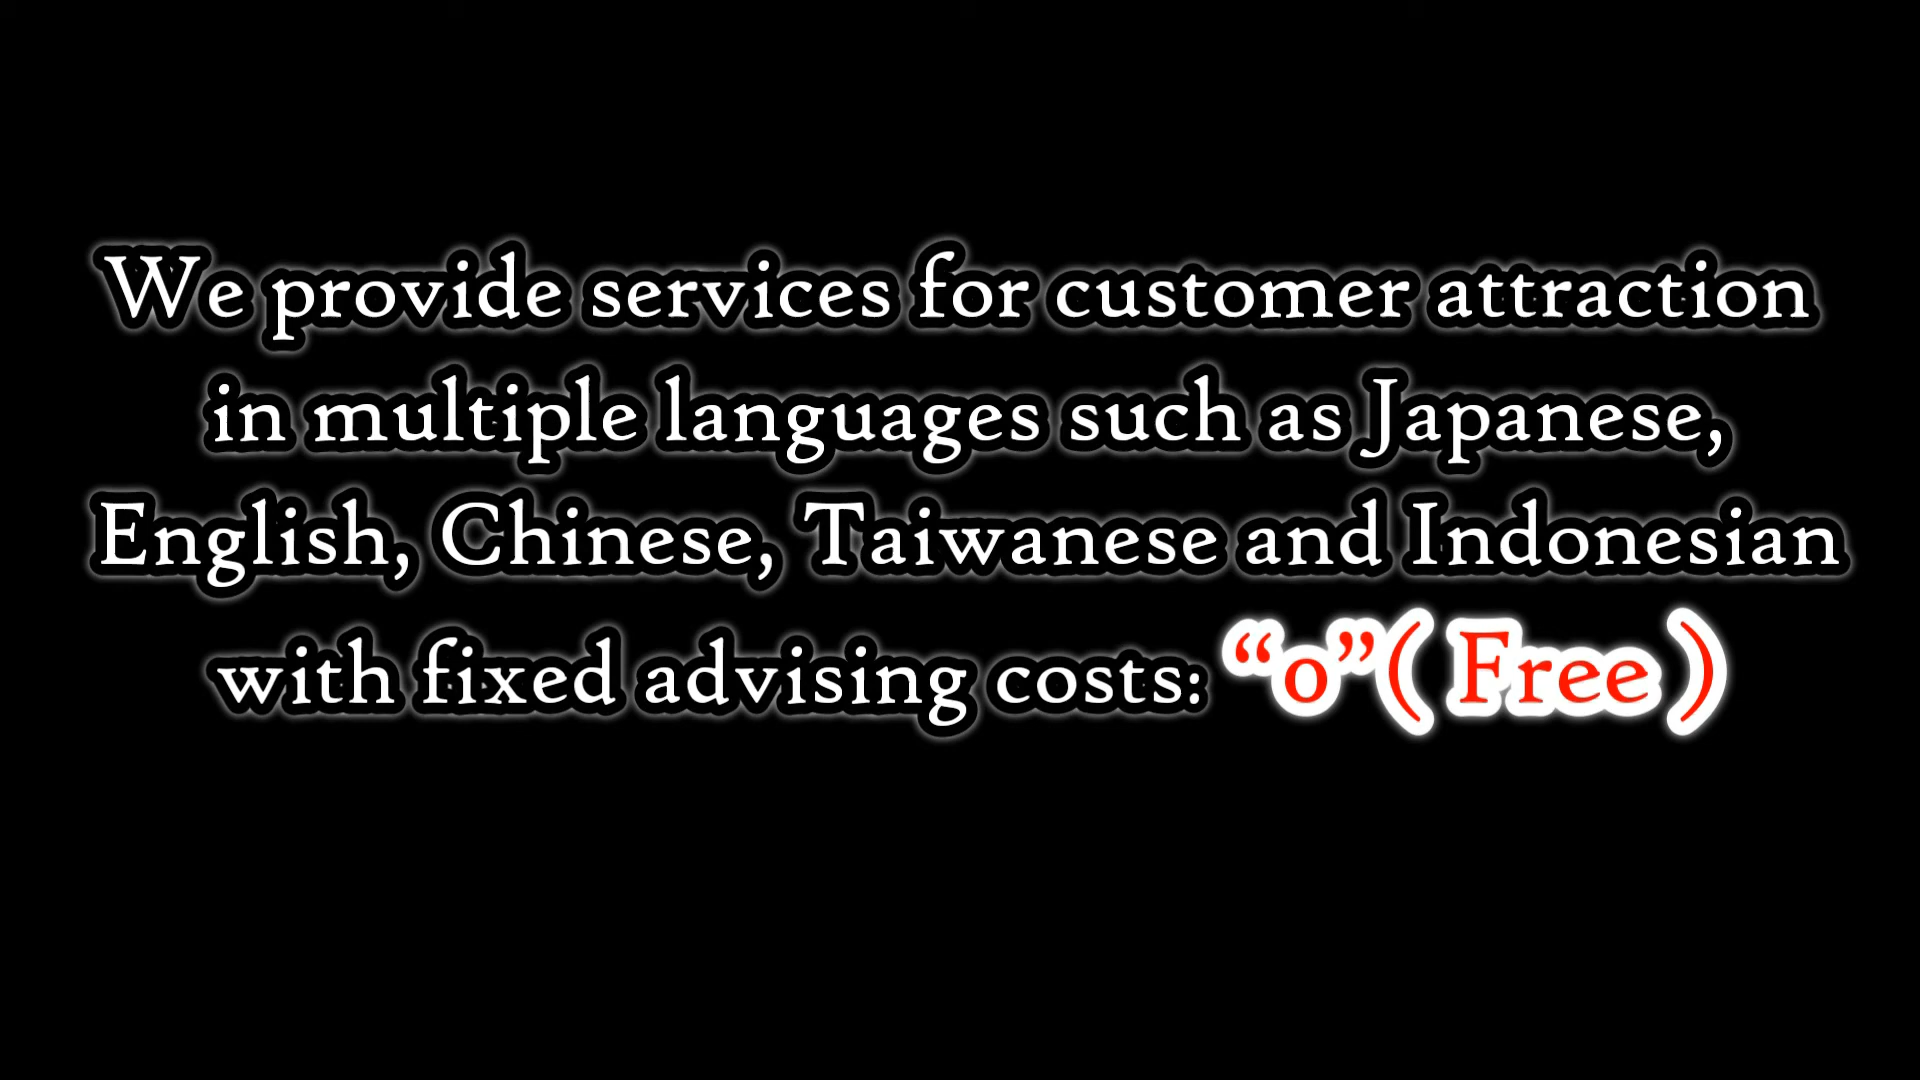 We provide services for customer attraction
in multiple languages such as Japanese,
English, Chinese, Taiwanese and Indonesian
with fixed advising costs: “0”( Free )